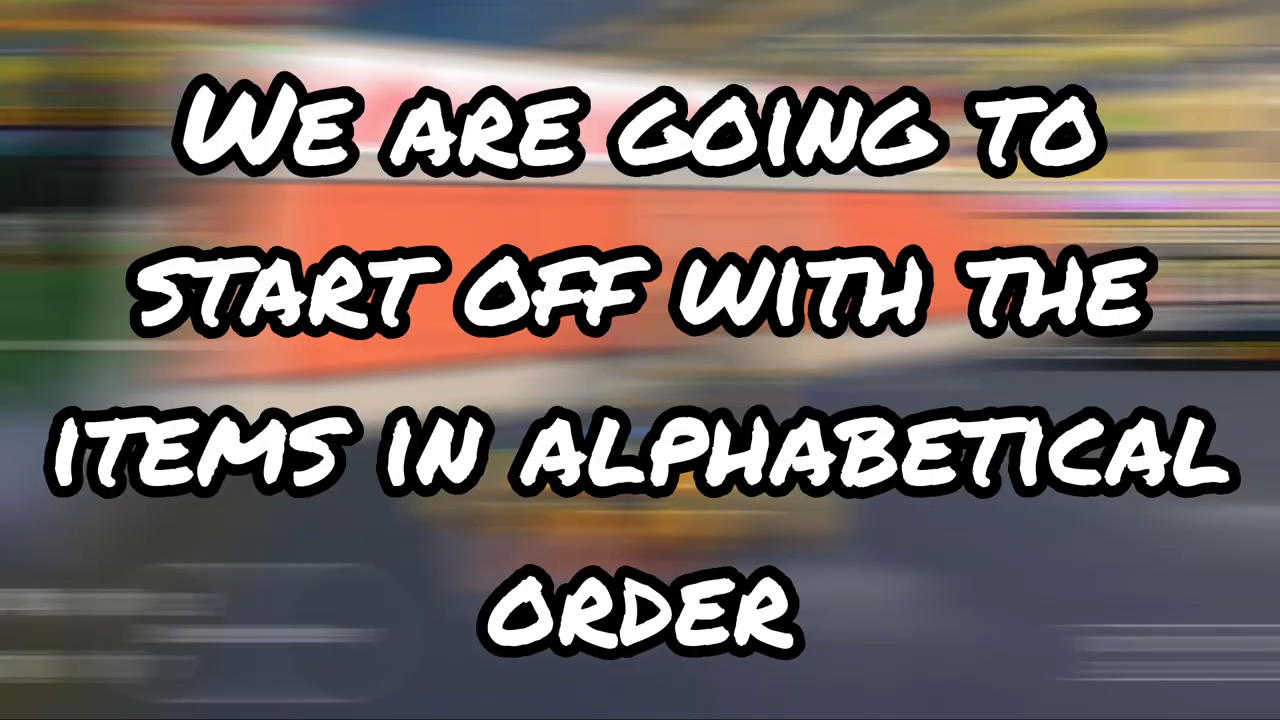 We are going to
start off with the
items in alphabetical
order